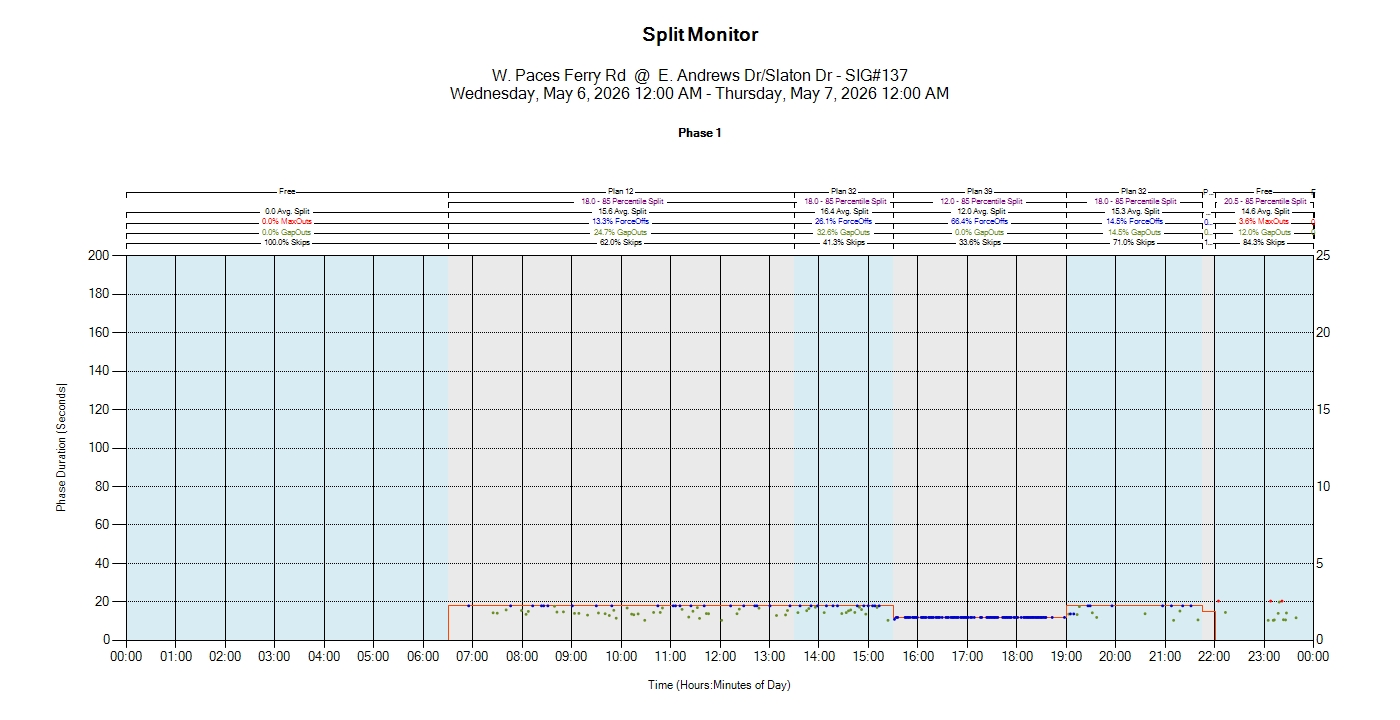 Split Monitor
W. Paces Ferry Rd @ E. Andrews Dr/Slaton Dr - SIG#137
Wednesday, May 6, 2026 12:00 AM - Thursday, May 7, 2026 12:00 AM
Phase 1
Free Plan 12 Plan 32 Plan 39 Plan 32 P... Free F
18.0 - 85 Percentile Split 18.0 - 85 Percentile Split 12.0 - 85 Percentile Split 18.0 - 85 Percentile Split 20.5 - 85 Percentile Split
0.0 Avg. Split 15.6 Avg. Split 16.4 Avg. Split 12.0 Avg. Split 15.3 Avg. Split 14.6 Avg. Split
0.0% MaxOuts 13.3% ForceOffs 26.1% ForceOffs 66.4% ForceOffs 14.5% ForceOffs 0... 3.6% MaxOuts
0.0% GapOuts 24.7% GapOuts 32.6% GapOuts 0.0% GapOuts 14.5% GapOuts 0... 12.0% GapOuts
100.0% Skips 62.0% Skips 41.3% Skips 33.6% Skips 71.0% Skips 1... 84.3% Skips
200 25
180
160 20
140
120 15
100
80 10
60
40 5
20
0 0
Phase Duration (Seconds)
00:00 01:00 02:00 03:00 04:00 05:00 06:00 07:00 08:00 09:00 10:00 11:00 12:00 13:00 14:00 15:00 16:00 17:00 18:00 19:00 20:00 21:00 22:00 23:00 00:00
Time (Hours:Minutes of Day)